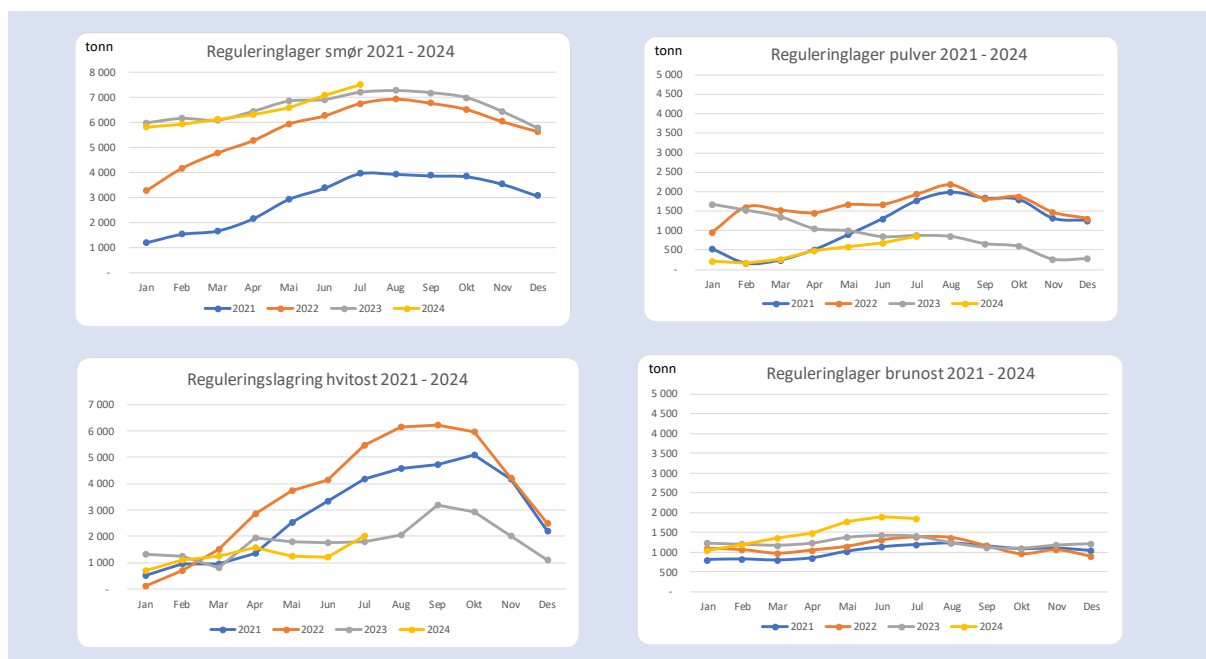 tonn
Reguleringlager smør 2021 - 2024
8 000
7 000
6 000
5 000
4 000
3 000
2 000
1 000
-
Jan Feb Mar Apr Mai Jun Jul Aug Sep Okt Nov Des
2021 2022 2023 2024
tonn
Reguleringlager pulver 2021 - 2024
5 000
4 500
4 000
3 500
3 000
2 500
2 000
1 500
1 000
500
-
Jan Feb Mar Apr Mai Jun Jul Aug Sep Okt Nov Des
2021 2022 2023 2024
Reguleringslagring hvitost 2021 - 2024
7 000
6 000
5 000
4 000
3 000
2 000
1 000
-
Jan Feb Mar Apr Mai Jun Jul Aug Sep Okt Nov Des
2021 2022 2023 2024
tonn
Reguleringlager brunost 2021 - 2024
5 000
4 500
4 000
3 500
3 000
2 500
2 000
1 500
1 000
500
-
Jan Feb Mar Apr Mai Jun Jul Aug Sep Okt Nov Des
2021 2022 2023 2024